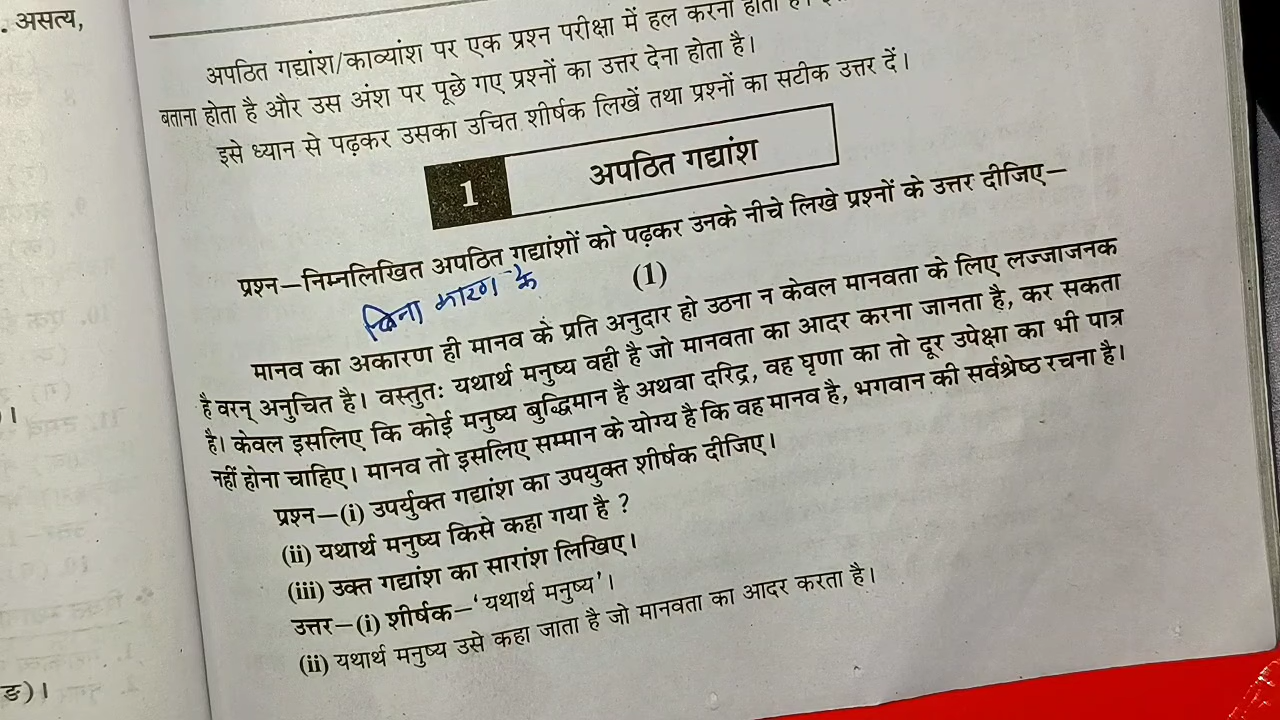 . असत्य,
अपठित गद्यांश/काव्यांश पर एक प्रश्न परीक्षा में हल करना होता है।
बताना होता है और उस अंश पर पूछे गए प्रश्नों का उत्तर देना होता है।
इसे ध्यान से पढ़कर उसका उचित शीर्षक लिखें तथा प्रश्नों का सटीक उत्तर दें।
1 अपठित गद्यांश
प्रश्न–निम्नलिखित अपठित गद्यांशों को पढ़कर उनके नीचे लिखे प्रश्नों के उत्तर दीजिए–
(1)
बिना कारण के
मानव का अकारण ही मानव के प्रति अनुदार हो उठना न केवल मानवता के लिए लज्जाजनक
है वरन् अनुचित है। वस्तुतः यथार्थ मनुष्य वही है जो मानवता का आदर करना जानता है, कर सकता
है। केवल इसलिए कि कोई मनुष्य बुद्धिमान है अथवा दरिद्र, वह घृणा का तो दूर उपेक्षा का भी पात्र
नहीं होना चाहिए। मानव तो इसलिए सम्मान के योग्य है कि वह मानव है, भगवान की सर्वश्रेष्ठ रचना है।
प्रश्न–(i) उपर्युक्त गद्यांश का उपयुक्त शीर्षक दीजिए।
(ii) यथार्थ मनुष्य किसे कहा गया है ?
(iii) उक्त गद्यांश का सारांश लिखिए।
उत्तर–(i) शीर्षक–‘यथार्थ मनुष्य’।
(ii) यथार्थ मनुष्य उसे कहा जाता है जो मानवता का आदर करता है।
ङ)।